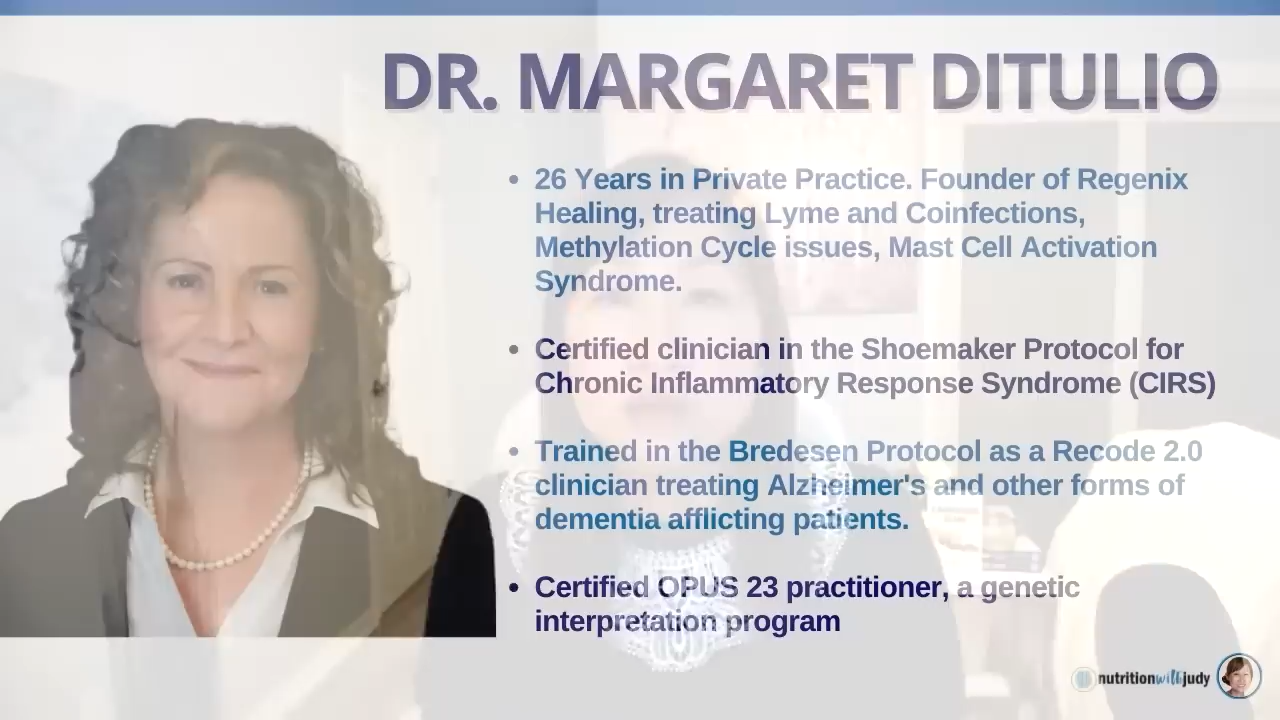 DR. MARGARET DITULIO
• 26 Years in Private Practice. Founder of Regenix
Healing, treating Lyme and Coinfections,
Methylation Cycle issues, Mast Cell Activation
Syndrome.
• Certified clinician in the Shoemaker Protocol for
Chronic Inflammatory Response Syndrome (CIRS)
• Trained in the Bredesen Protocol as a Recode 2.0
clinician treating Alzheimer's and other forms of
dementia afflicting patients.
• Certified OPUS 23 practitioner, a genetic
interpretation program
nutritionwithjudy